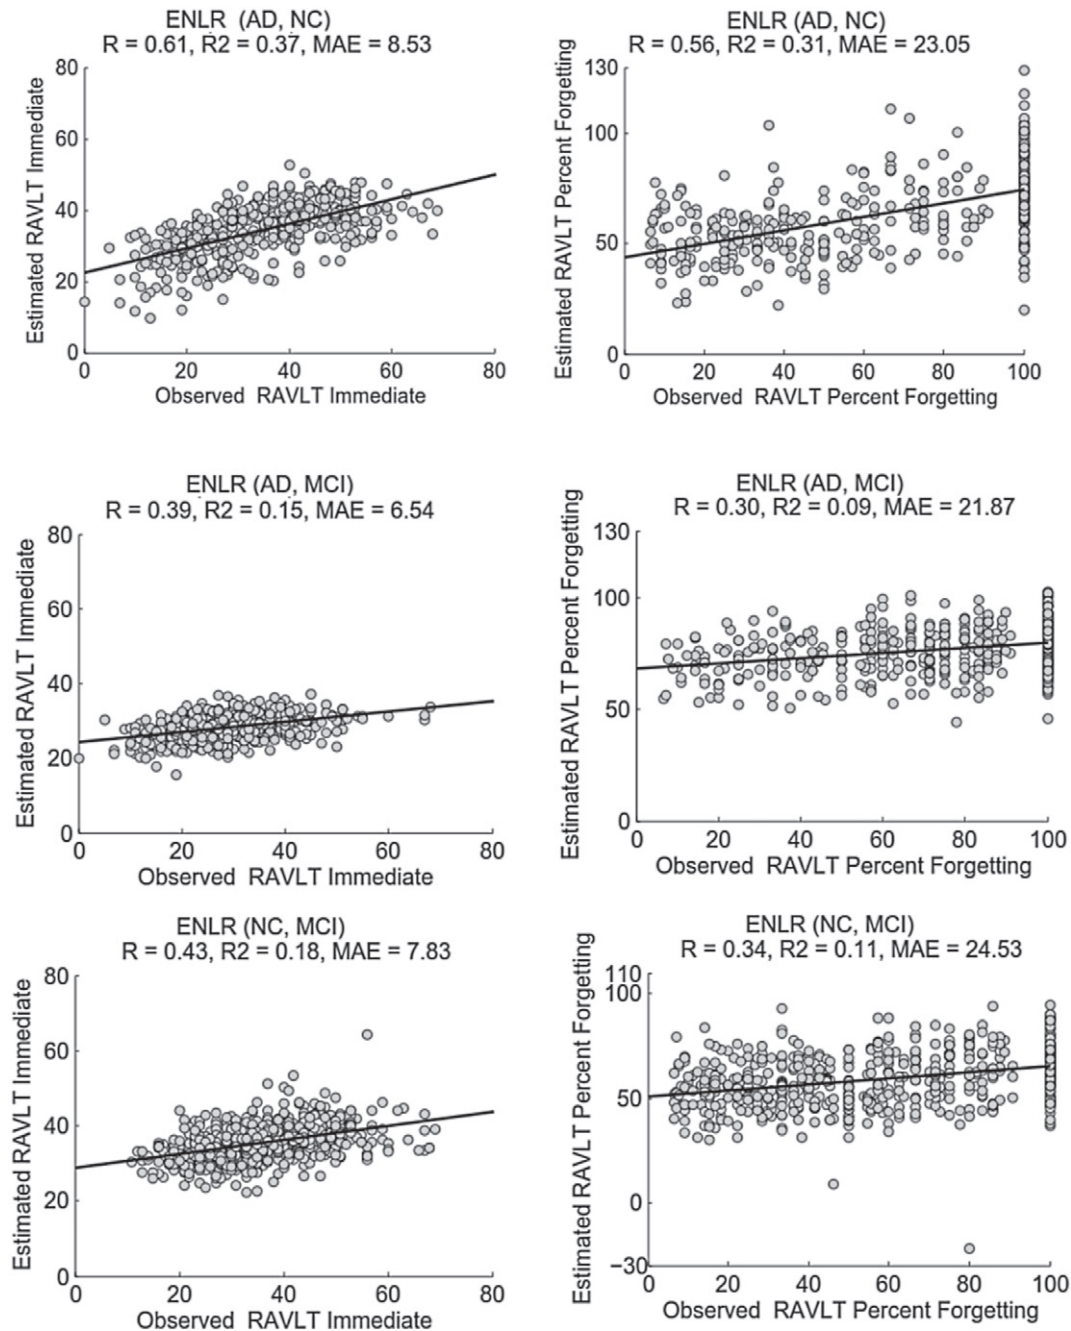 ENLR (AD, NC)
R = 0.61, R2 = 0.37, MAE = 8.53
Estimated RAVLT Immediate
80
60
40
20
0
0 20 40 60 80
Observed RAVLT Immediate
ENLR (AD, NC)
R = 0.56, R2 = 0.31, MAE = 23.05
Estimated RAVLT Percent Forgetting
130
100
50
0
0 20 40 60 80 100
Observed RAVLT Percent Forgetting
ENLR (AD, MCI)
R = 0.39, R2 = 0.15, MAE = 6.54
Estimated RAVLT Immediate
80
60
40
20
0
0 20 40 60 80
Observed RAVLT Immediate
ENLR (AD, MCI)
R = 0.30, R2 = 0.09, MAE = 21.87
Estimated RAVLT Percent Forgetting
130
100
50
0
0 20 40 60 80 100
Observed RAVLT Percent Forgetting
ENLR (NC, MCI)
R = 0.43, R2 = 0.18, MAE = 7.83
Estimated RAVLT Immediate
80
60
40
20
0
0 20 40 60 80
Observed RAVLT Immediate
ENLR (NC, MCI)
R = 0.34, R2 = 0.11, MAE = 24.53
Estimated RAVLT Percent Forgetting
110
100
50
0
−30
0 20 40 60 80 100
Observed RAVLT Percent Forgetting